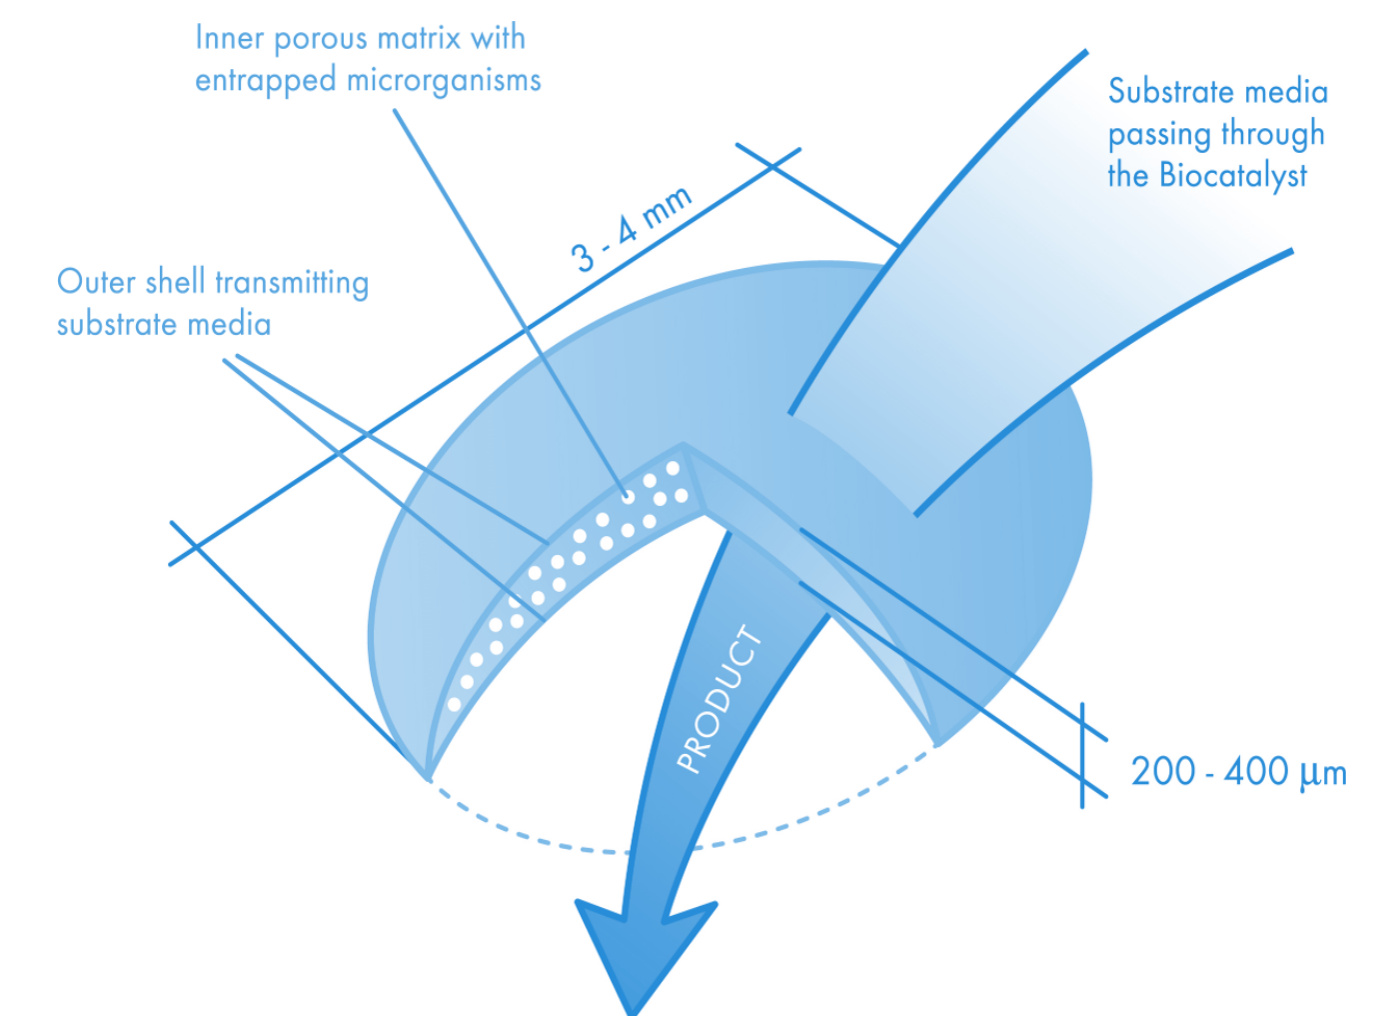 Inner porous matrix with
entrapped microrganisms
Substrate media
passing through
the Biocatalyst
3 - 4 mm
Outer shell transmitting
substrate media
PRODUCT
200 - 400 μm